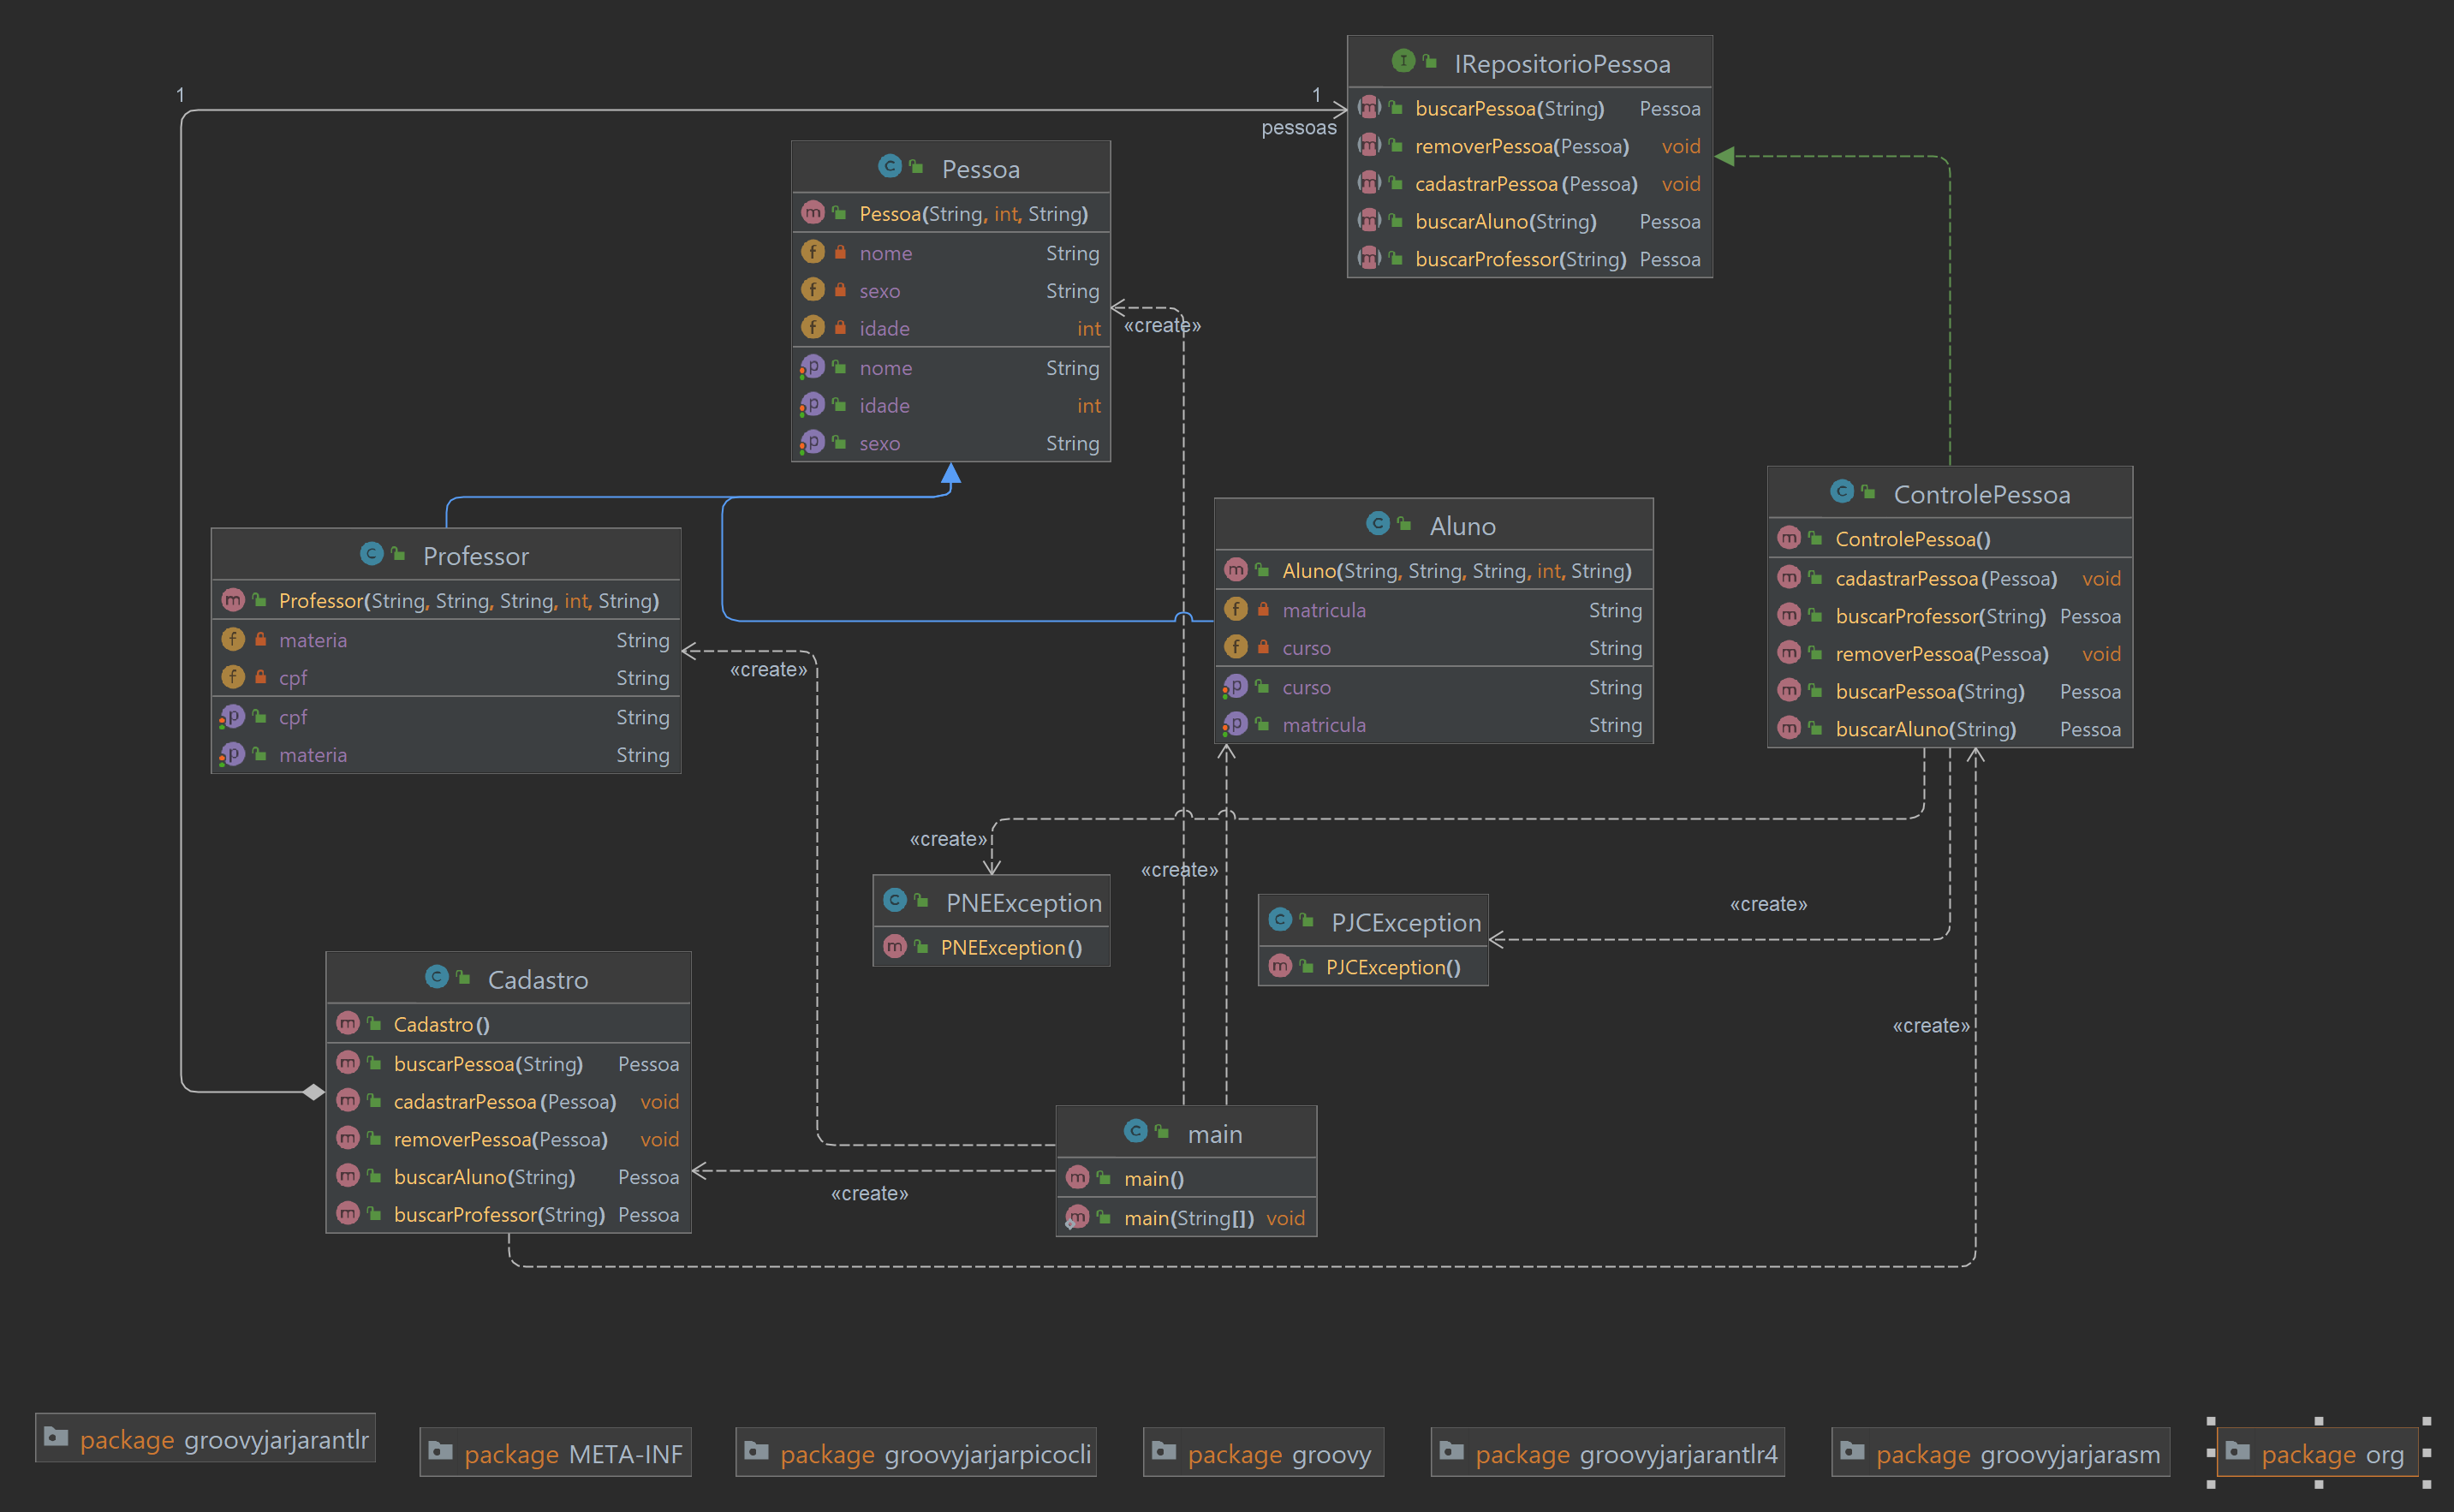 1
1
pessoas
IRepositorioPessoa
buscarPessoa(String) Pessoa
removerPessoa(Pessoa) void
cadastrarPessoa(Pessoa) void
buscarAluno(String) Pessoa
buscarProfessor(String) Pessoa
Pessoa
Pessoa(String, int, String)
nome String
sexo String
idade int
nome String
idade int
sexo String
«create»
Professor
Professor(String, String, String, int, String)
materia String
cpf String
cpf String
materia String
«create»
Aluno
Aluno(String, String, String, int, String)
matricula String
curso String
curso String
matricula String
ControlePessoa
ControlePessoa()
cadastrarPessoa(Pessoa) void
buscarProfessor(String) Pessoa
removerPessoa(Pessoa) void
buscarPessoa(String) Pessoa
buscarAluno(String) Pessoa
«create»
«create»
«create»
«create»
PNEException
PNEException()
PJCException
PJCException()
Cadastro
Cadastro()
buscarPessoa(String) Pessoa
cadastrarPessoa(Pessoa) void
removerPessoa(Pessoa) void
buscarAluno(String) Pessoa
buscarProfessor(String) Pessoa
«create»
main
main()
main(String[]) void
package groovyjarjarantlr
package META-INF
package groovyjarjarpicocli
package groovy
package groovyjarjarantlr4
package groovyjarjarasm
package org